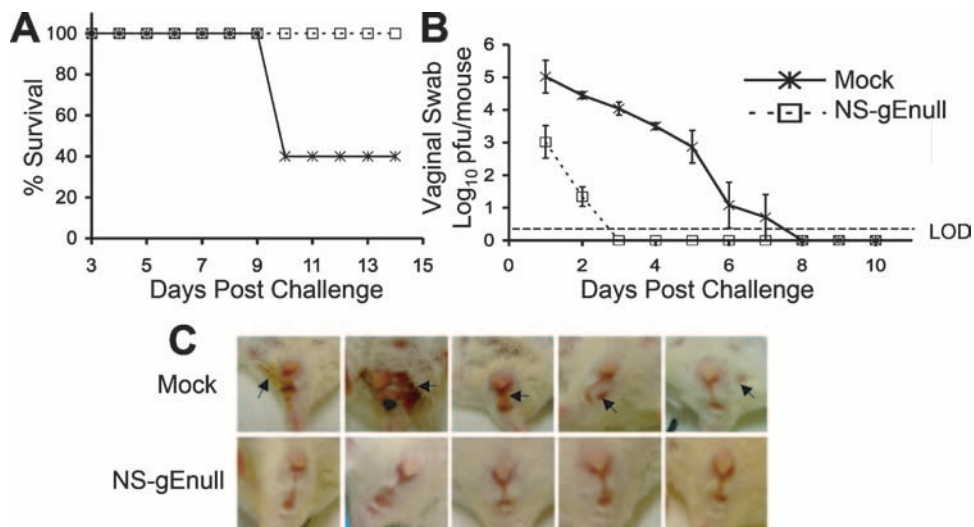 A
% Survival
100
80
60
40
20
0
3 5 7 9 11 13 15
Days Post Challenge
B
Vaginal Swab
Log10 pfu/mouse
6
5
4
3
2
1
0
0 2 4 6 8 10
Days Post Challenge
Mock
NS-gEnull
LOD
C
Mock
NS-gEnull